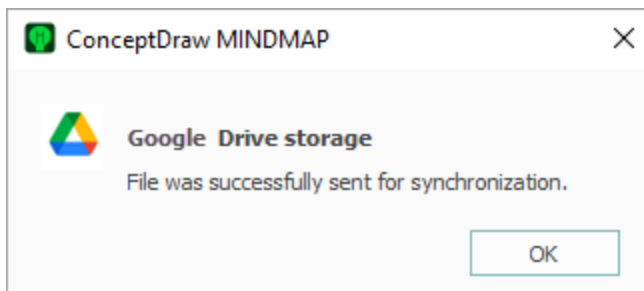 ConceptDraw MINDMAP
Google Drive storage
File was successfully sent for synchronization.
OK